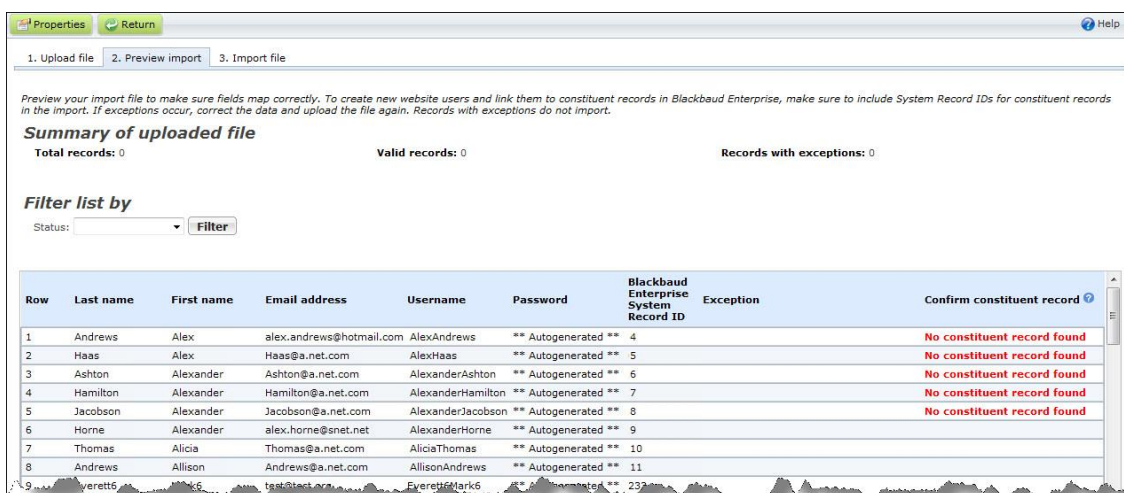 Properties Return Help
1. Upload file 2. Preview import 3. Import file
Preview your import file to make sure fields map correctly. To create new website users and link them to constituent records in Blackbaud Enterprise, make sure to include System Record IDs for constituent records
in the import. If exceptions occur, correct the data and upload the file again. Records with exceptions do not import.
Summary of uploaded file
Total records: 0 Valid records: 0 Records with exceptions: 0
Filter list by
Status: Filter
Row Last name First name Email address Username Password Blackbaud Enterprise System Record ID Exception Confirm constituent record
1 Andrews Alex alex.andrews@hotmail.com AlexAndrews ** Autogenerated ** 4 No constituent record found
2 Haas Alex Haas@a.net.com AlexHaas ** Autogenerated ** 5 No constituent record found
3 Ashton Alexander Ashton@a.net.com AlexanderAshton ** Autogenerated ** 6 No constituent record found
4 Hamilton Alexander Hamilton@a.net.com AlexanderHamilton ** Autogenerated ** 7 No constituent record found
5 Jacobson Alexander Jacobson@a.net.com AlexanderJacobson ** Autogenerated ** 8 No constituent record found
6 Horne Alexander alex.horne@snet.net AlexanderHorne ** Autogenerated ** 9
7 Thomas Alicia Thomas@a.net.com AliciaThomas ** Autogenerated ** 10
8 Andrews Allison Andrews@a.net.com AllisonAndrews ** Autogenerated ** 11
9